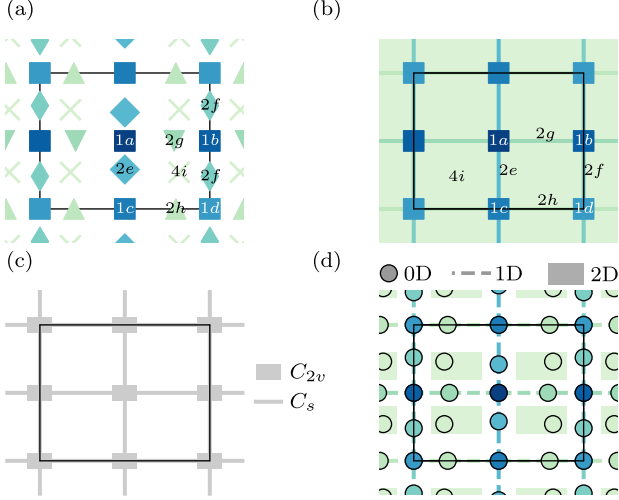 (a)
(b)
2f
1a 2g 1b
2e 4i 2f
1c 2h 1d
2g
1a 1b
4i 2e 2f
2h
1c 1d
(c)
(d)
0D 1D 2D
C2v
Cs